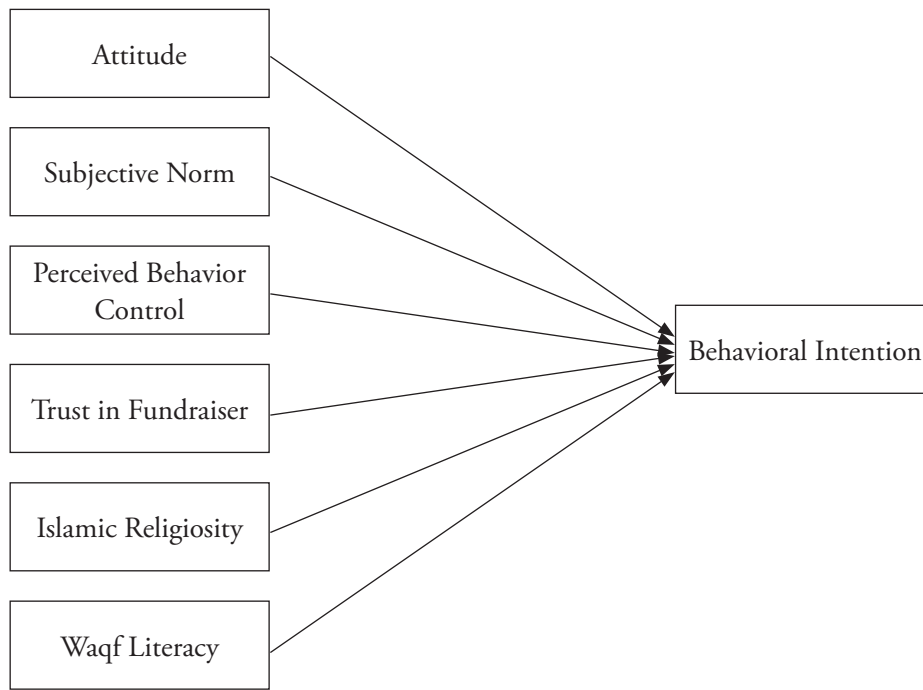 Attitude
Subjective Norm
Perceived Behavior
Control
Trust in Fundraiser
Islamic Religiosity
Waqf Literacy
Behavioral Intention